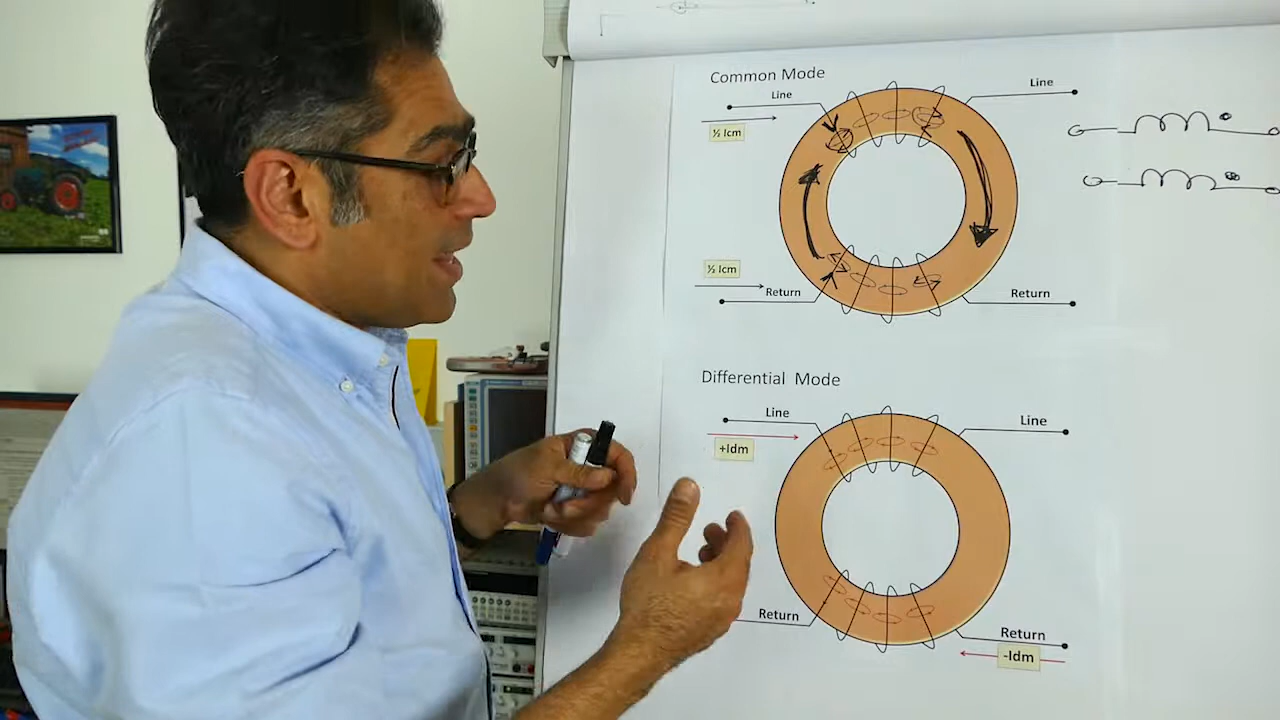 Common Mode
Line
Line
½ Icm
½ Icm
Return
Return
Differential Mode
Line
Line
+Idm
Return
Return
-Idm